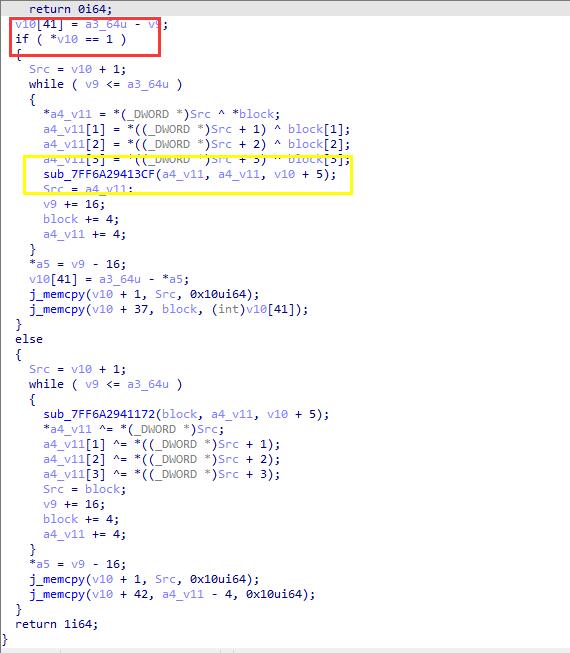 return 0i64;
v10[41] = a3_64u - v9;
if ( *v10 == 1 )
{
Src = v10 + 1;
while ( v9 <= a3_64u )
{
*a4_v11 = *(_DWORD *)Src ^ *block;
a4_v11[1] = *((_DWORD *)Src + 1) ^ block[1];
a4_v11[2] = *((_DWORD *)Src + 2) ^ block[2];
a4_v11[3] = *((_DWORD *)Src + 3) ^ block[3];
sub_7FF6A29413CF(a4_v11, a4_v11, v10 + 5);
Src = a4_v11;
v9 += 16;
block += 4;
a4_v11 += 4;
}
*a5 = v9 - 16;
v10[41] = a3_64u - *a5;
j_memcpy(v10 + 1, Src, 0x10ui64);
j_memcpy(v10 + 37, block, (int)v10[41]);
}
else
{
Src = v10 + 1;
while ( v9 <= a3_64u )
{
sub_7FF6A2941172(block, a4_v11, v10 + 5);
*a4_v11 ^= *(_DWORD *)Src;
a4_v11[1] ^= *((_DWORD *)Src + 1);
a4_v11[2] ^= *((_DWORD *)Src + 2);
a4_v11[3] ^= *((_DWORD *)Src + 3);
Src = block;
v9 += 16;
block += 4;
a4_v11 += 4;
}
*a5 = v9 - 16;
j_memcpy(v10 + 1, Src, 0x10ui64);
j_memcpy(v10 + 42, a4_v11 - 4, 0x10ui64);
}
return 1i64;
}